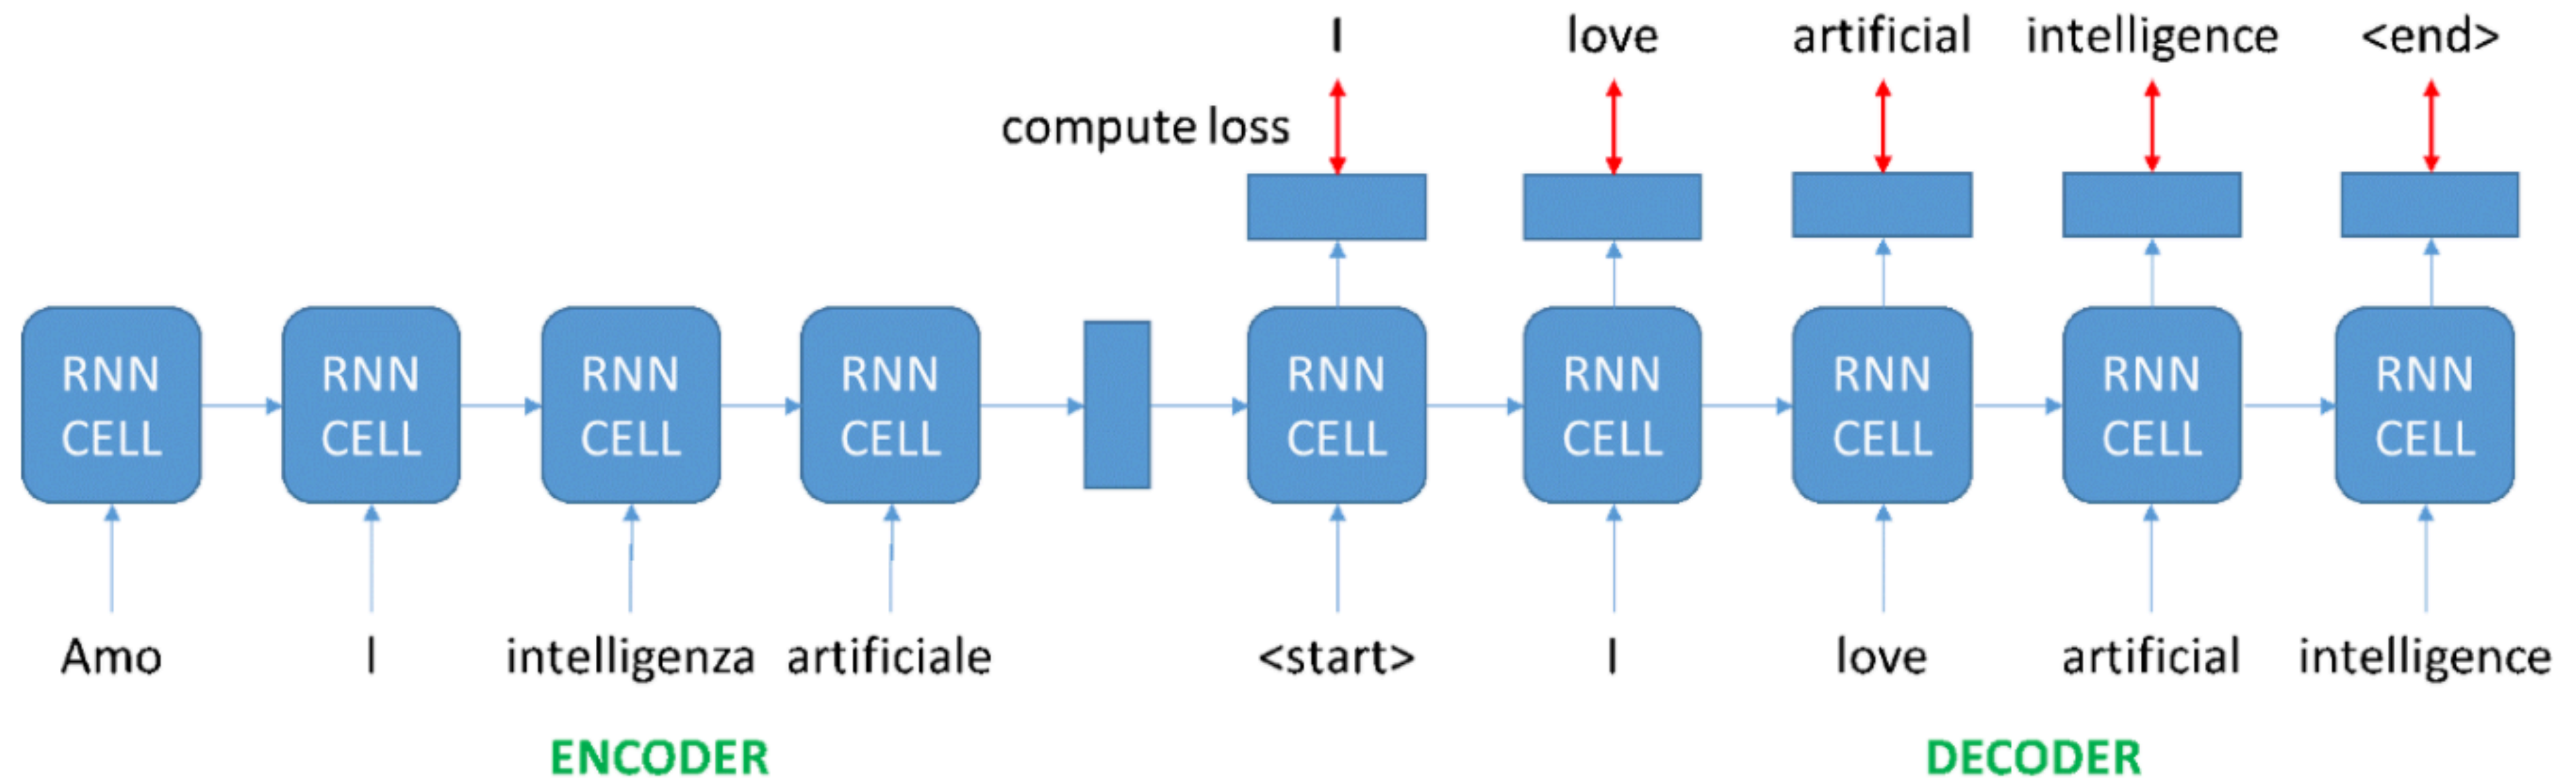 I love artificial intelligence <end>
compute loss
RNN CELL RNN CELL RNN CELL RNN CELL RNN CELL RNN CELL RNN CELL RNN CELL RNN CELL
Amo l intelligenza artificiale <start> I love artificial intelligence
ENCODER DECODER